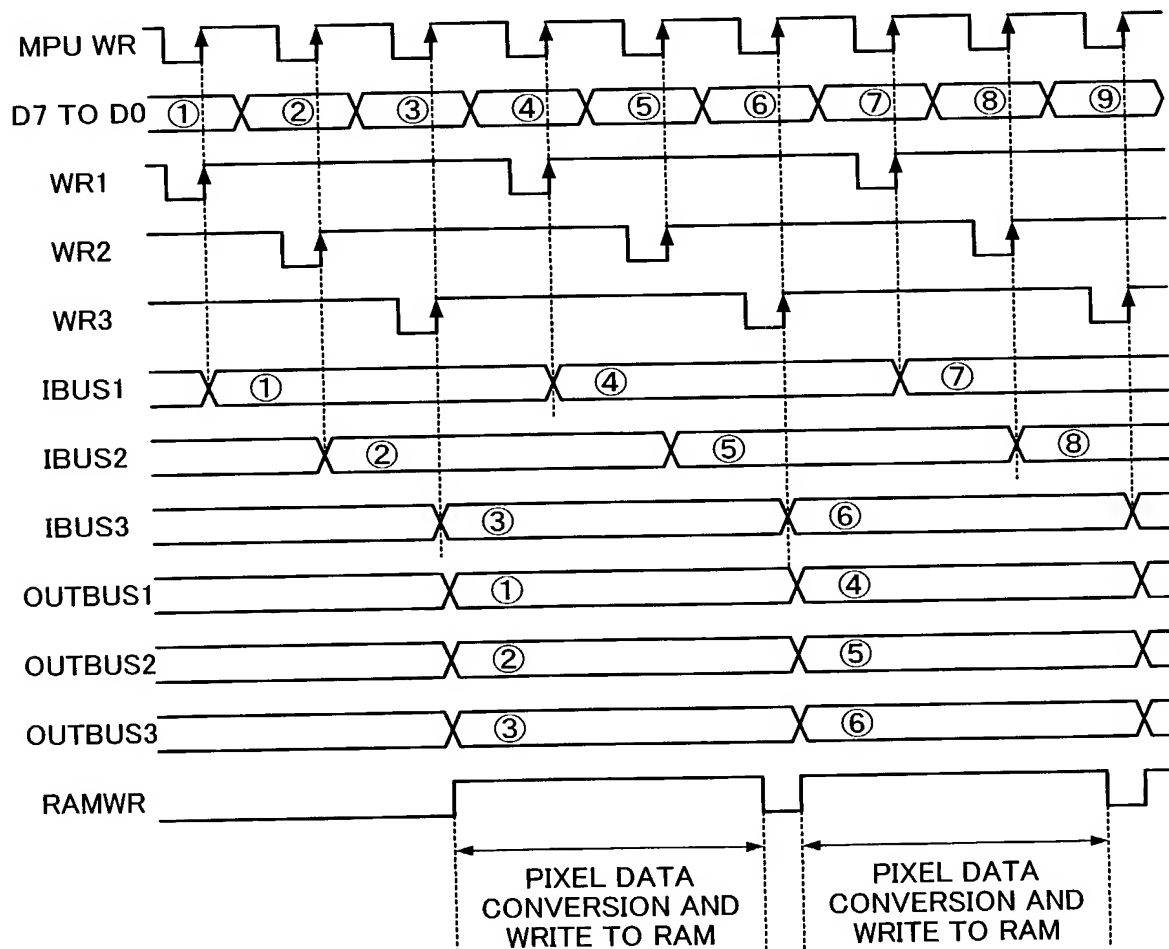 MPU WR
D7 TO D0 ① ② ③ ④ ⑤ ⑥ ⑦ ⑧ ⑨
WR1
WR2
WR3
IBUS1 ① ④ ⑦
IBUS2 ② ⑤ ⑧
IBUS3 ③ ⑥
OUTBUS1 ① ④
OUTBUS2 ② ⑤
OUTBUS3 ③ ⑥
RAMWR
PIXEL DATA
CONVERSION AND
WRITE TO RAM
PIXEL DATA
CONVERSION AND
WRITE TO RAM